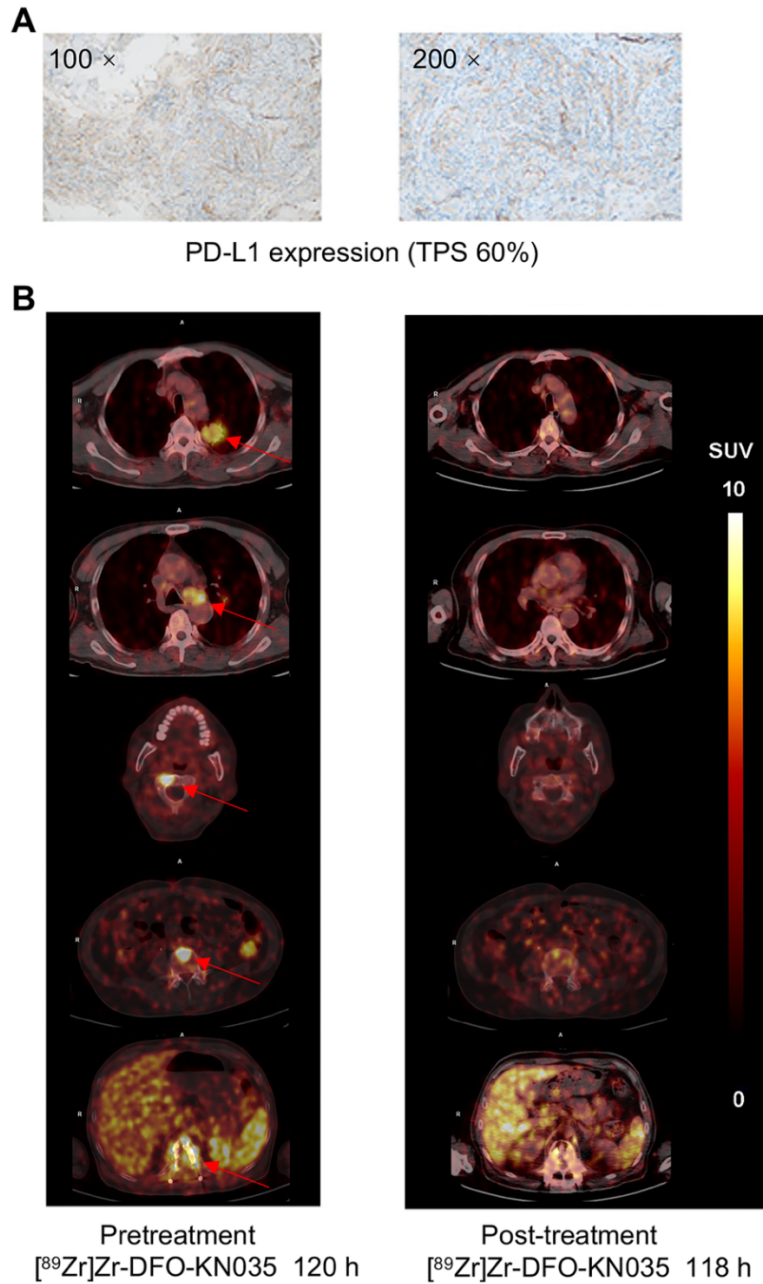 A
100 ×
200 ×
PD-L1 expression (TPS 60%)
B
A
R
SUV
10
A
R
R
A
A
A
R
R
A
A
R
R
0
Pretreatment
Post-treatment
[⁸⁹Zr]Zr-DFO-KN035 120 h
[⁸⁹Zr]Zr-DFO-KN035 118 h